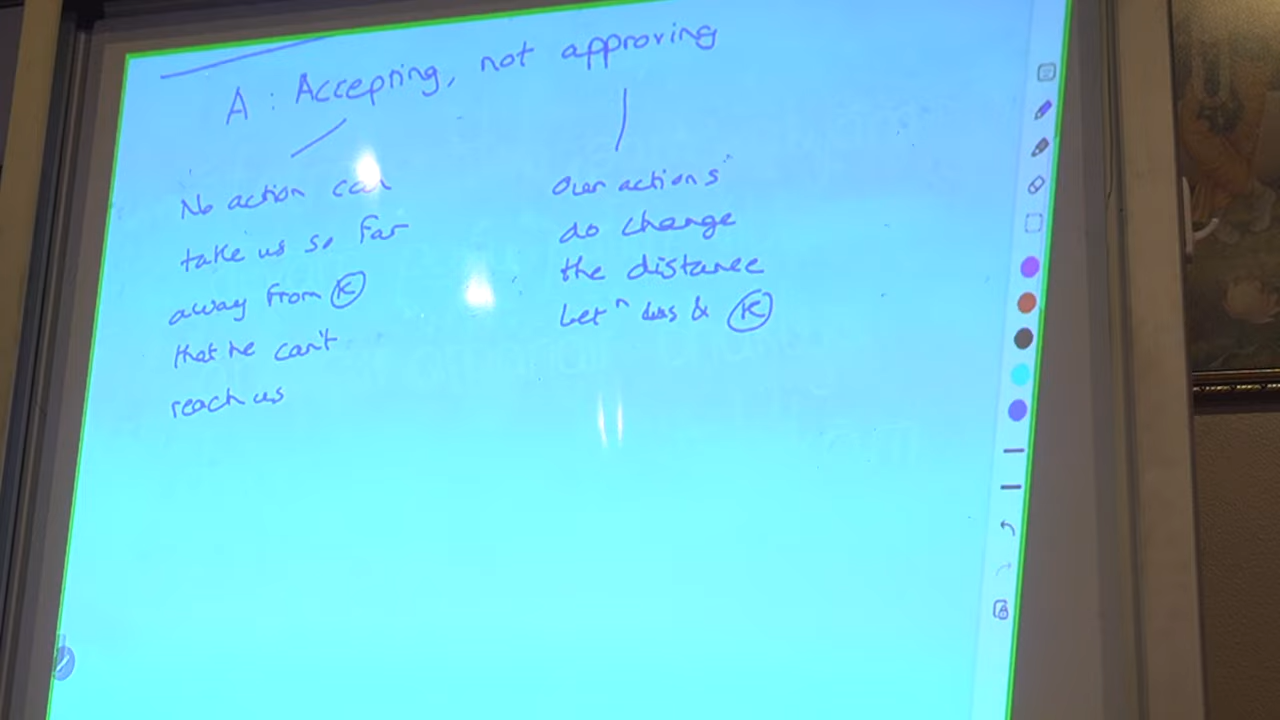 A: Accepting, not approving
No action can
take us so far
away from K
that he can't
reach us
Our actions
do change
the distance
betⁿ us & K